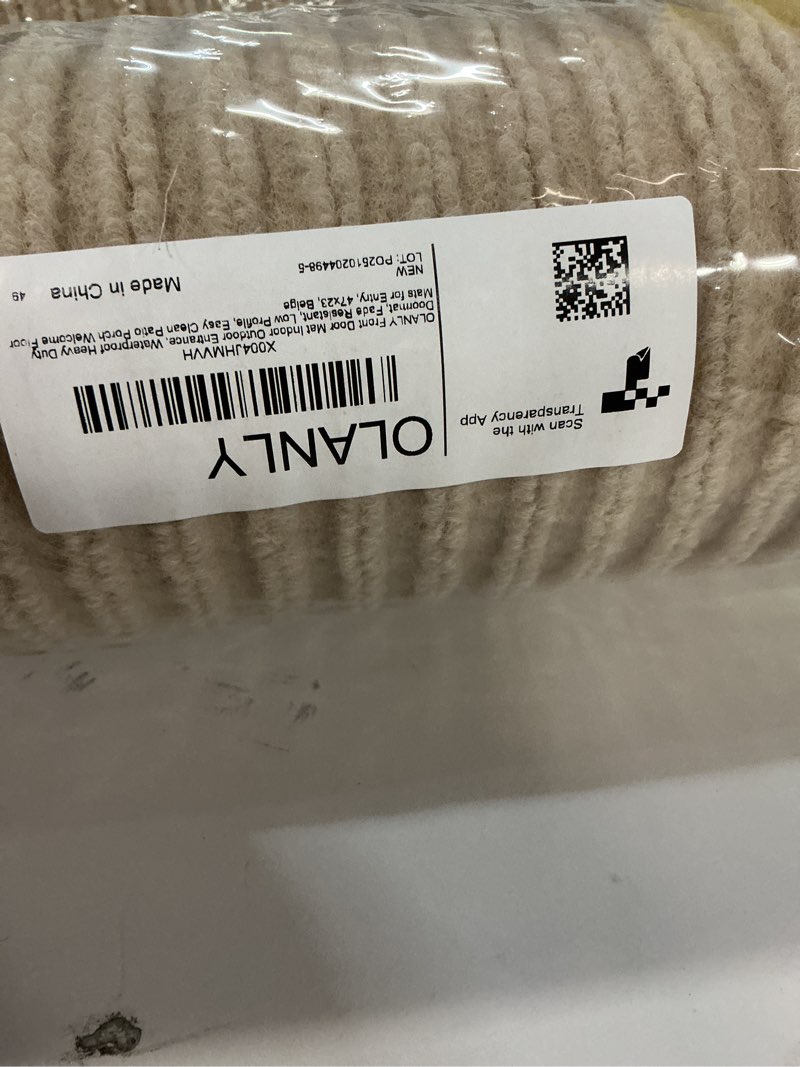 Scan with the
Transparency App
OLANLY
X004JHMVVH
OLANLY Front Door Mat Indoor Outdoor Entrance, Waterproof Heavy Duty
Doormat, Fade Resistant, Low Profile, Easy Clean Patio Porch Welcome Floor
Mats for Entry, 47x23, Beige
NEW
LOT: PO2510204498-5
Made in China
49